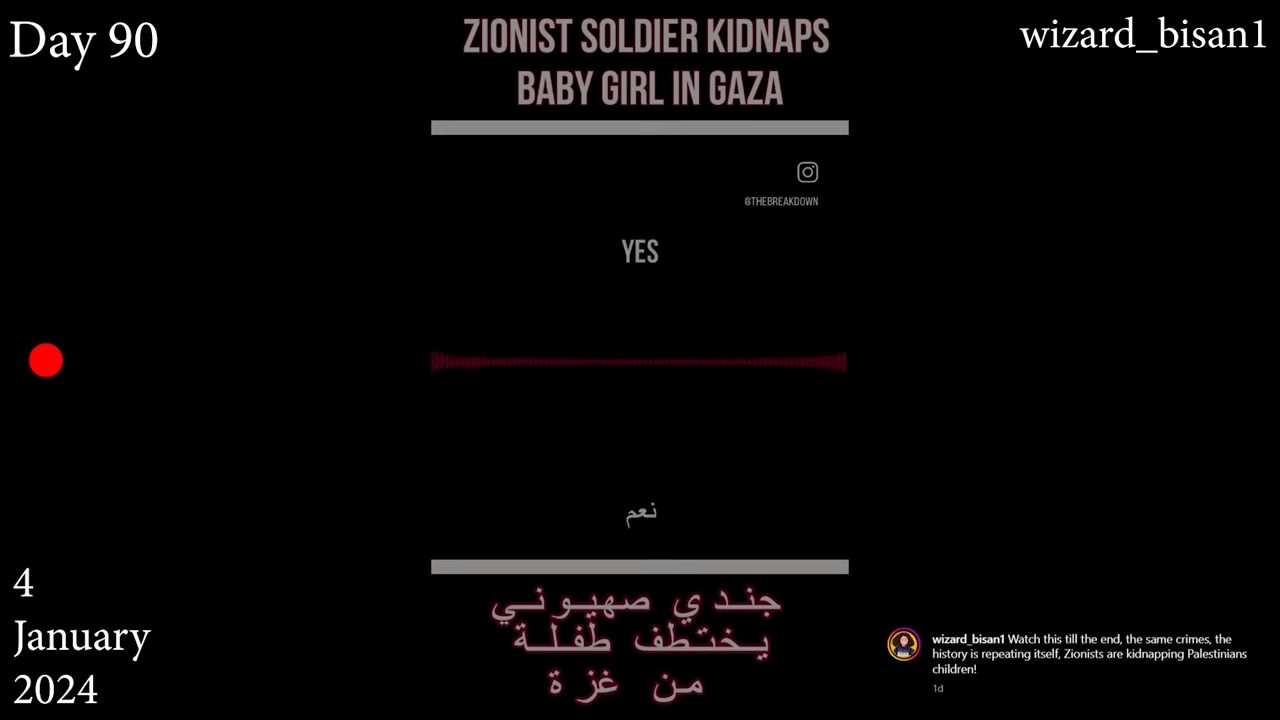 Day 90
ZIONIST SOLDIER KIDNAPS
BABY GIRL IN GAZA
wizard_bisan1
@THEBREAKDOWN
YES
نعم
جندي صهيوني
يختطف طفلة
من غزة
4
January
2024
wizard_bisan1 Watch this till the end, the same crimes, the
history is repeating itself, Zionists are kidnapping Palestinians
children!
1d